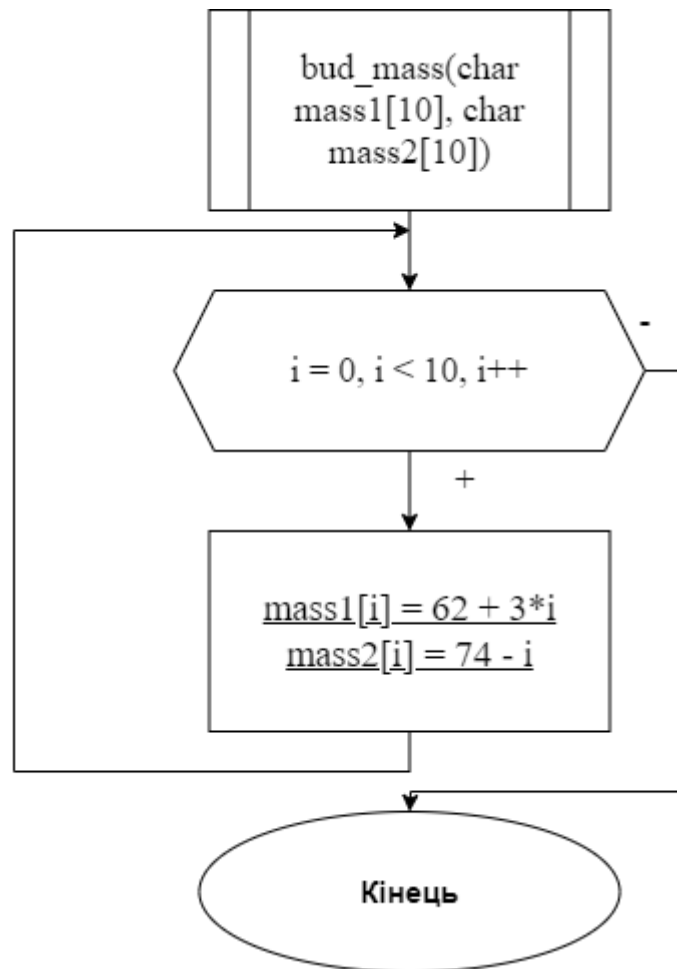 bud_mass(char
mass1[10], char
mass2[10])
-
i = 0, i < 10, i++
+
mass1[i] = 62 + 3*i
mass2[i] = 74 - i
Кінець